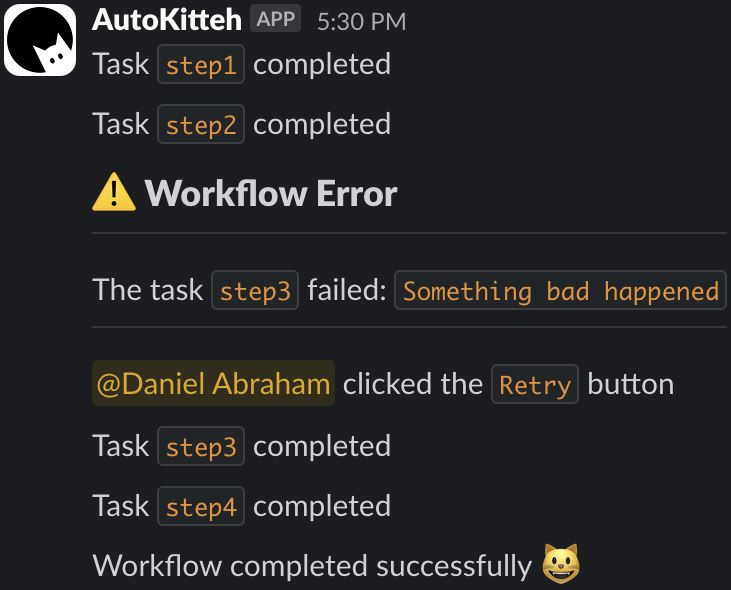 AutoKitteh APP 5:30 PM
Task step1 completed
Task step2 completed
⚠️ Workflow Error
The task step3 failed: Something bad happened
@Daniel Abraham clicked the Retry button
Task step3 completed
Task step4 completed
Workflow completed successfully 😺